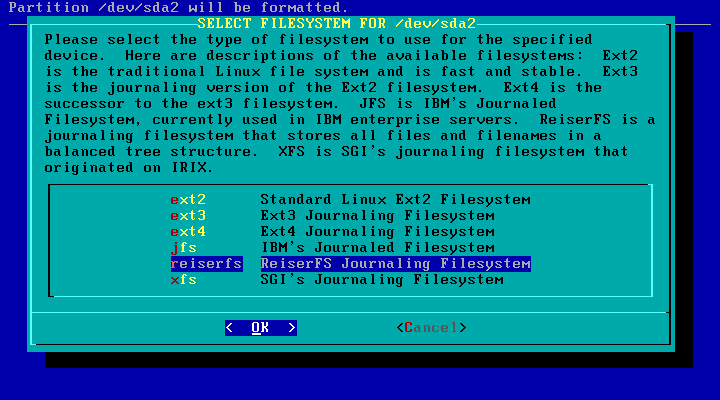 Partition /dev/sda2 will be formatted.
SELECT FILESYSTEM FOR /dev/sda2
Please select the type of filesystem to use for the specified
device.  Here are descriptions of the available filesystems:  Ext2
is the traditional Linux file system and is fast and stable.  Ext3
is the journaling version of the Ext2 filesystem.  Ext4 is the
successor to the ext3 filesystem.  JFS is IBM's Journaled
Filesystem, currently used in IBM enterprise servers.  ReiserFS is a
journaling filesystem that stores all files and filenames in a
balanced tree structure.  XFS is SGI's journaling filesystem that
originated on IRIX.
ext2      Standard Linux Ext2 Filesystem
ext3      Ext3 Journaling Filesystem
ext4      Ext4 Journaling Filesystem
jfs       IBM's Journaled Filesystem
reiserfs  ReiserFS Journaling Filesystem
xfs       SGI's Journaling Filesystem
<  OK  >           <Cancel>